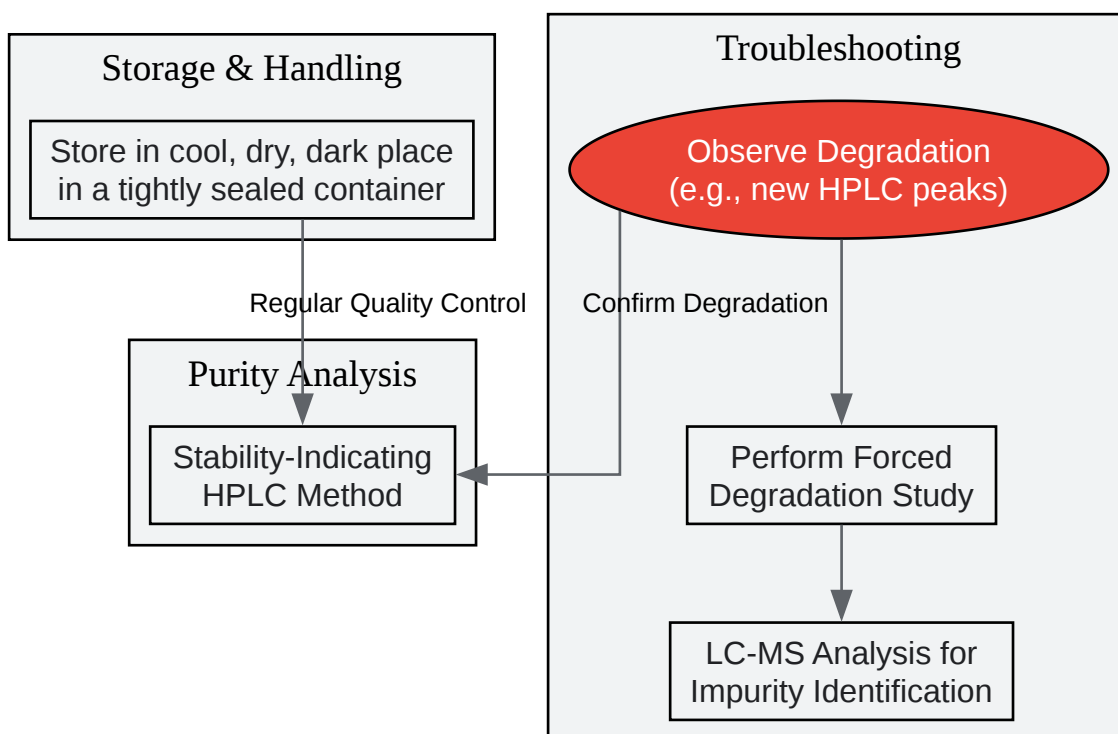 Storage & Handling
Store in cool, dry, dark place
in a tightly sealed container
Troubleshooting
Observe Degradation
(e.g., new HPLC peaks)
Regular Quality Control
Confirm Degradation
Purity Analysis
Stability-Indicating
HPLC Method
Perform Forced
Degradation Study
LC-MS Analysis for
Impurity Identification